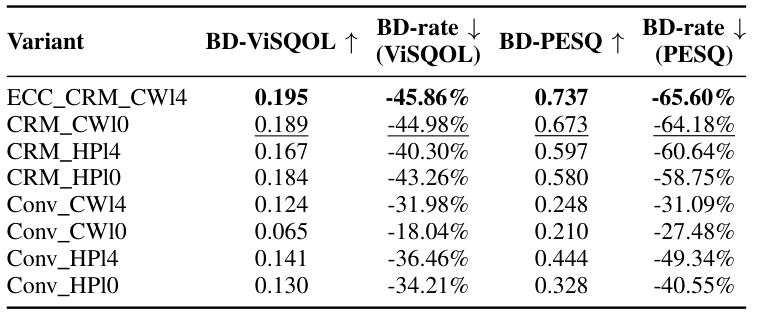 Variant BD-ViSQOL ↑ BD-rate ↓ (ViSQOL) BD-PESQ ↑ BD-rate ↓ (PESQ)
ECC_CRM_CWl4 0.195 -45.86% 0.737 -65.60%
CRM_CWl0 0.189 -44.98% 0.673 -64.18%
CRM_HPl4 0.167 -40.30% 0.597 -60.64%
CRM_HPl0 0.184 -43.26% 0.580 -58.75%
Conv_CWl4 0.124 -31.98% 0.248 -31.09%
Conv_CWl0 0.065 -18.04% 0.210 -27.48%
Conv_HPl4 0.141 -36.46% 0.444 -49.34%
Conv_HPl0 0.130 -34.21% 0.328 -40.55%